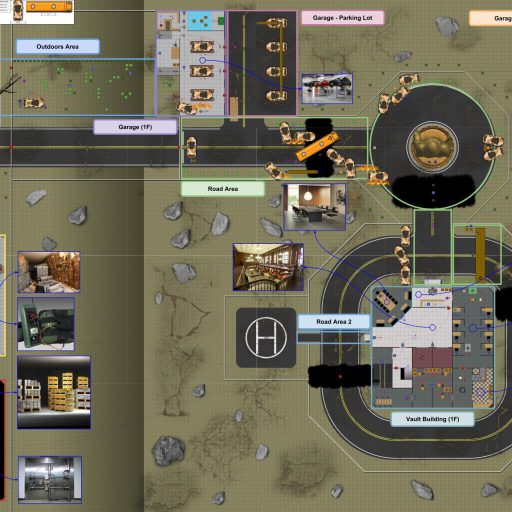 Garage - Parking Lot
Garag
Outdoors Area
Garage (1F)
Road Area
Road Area 2
H
Vault Building (1F)